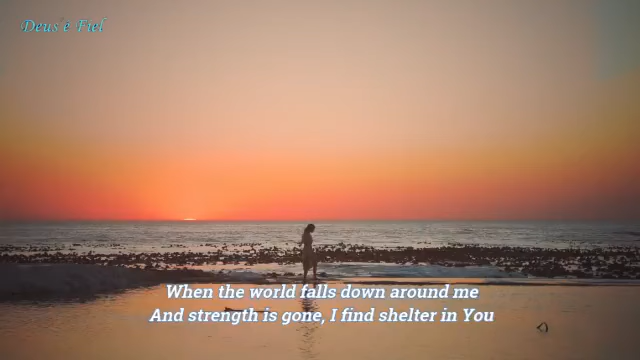 Deus é Fiel
When the world falls down around me
And strength is gone, I find shelter in You